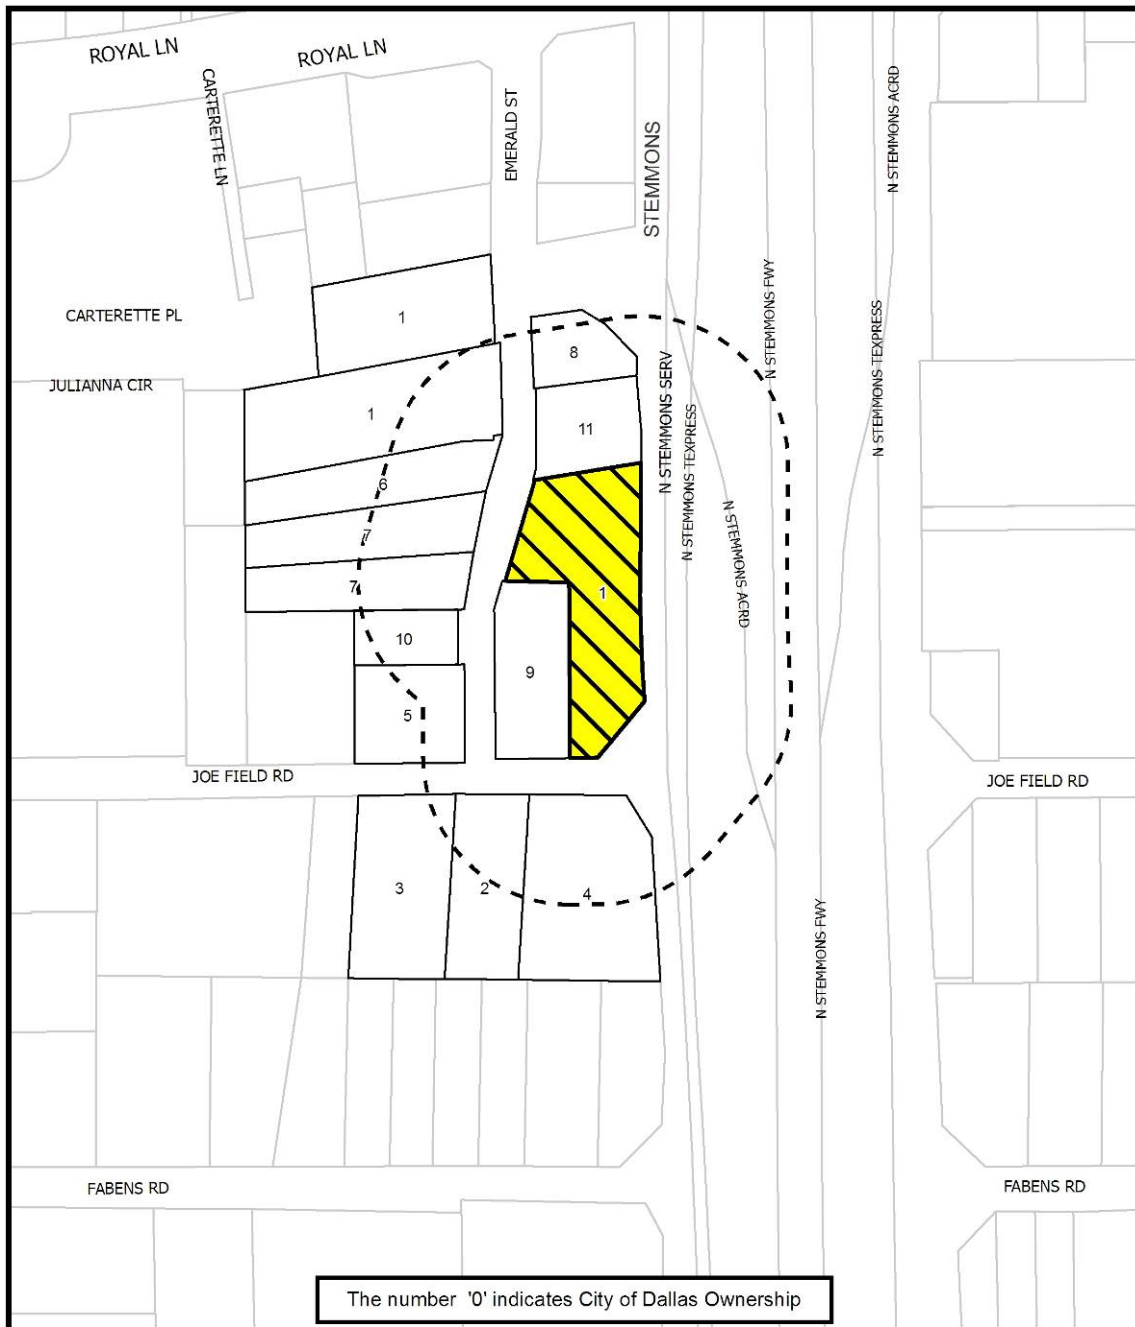 ROYAL LN
ROYAL LN
CARTERETTE LN
EMERALD ST
STEMMONS
N STEMMONS ACRD
CARTERETTE PL
JULIANNA CIR
N STEMMONS FWY
N STEMMONS TEXPRESS
N STEMMONS SERV
N STEMMONS TEXPRESS
N STEMMONS ACRD
1
8
1
11
6
7
7
1
10
9
5
JOE FIELD RD
JOE FIELD RD
3
2
4
N STEMMONS FWY
FABENS RD
FABENS RD
The number '0' indicates City of Dallas Ownership